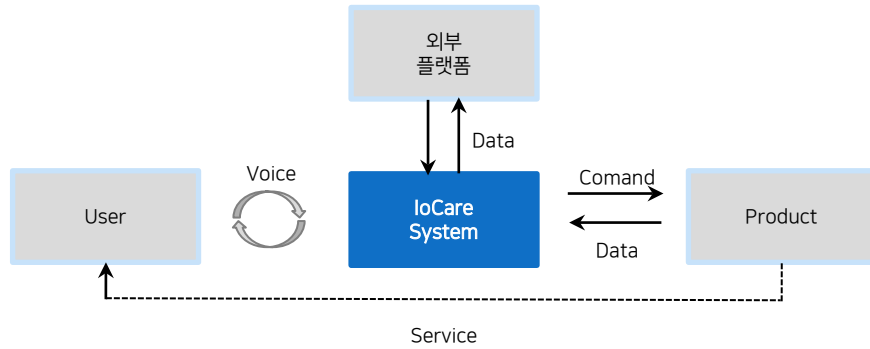 외부
플랫폼
Data
Voice
User
IoCare
System
Comand
Data
Product
Service